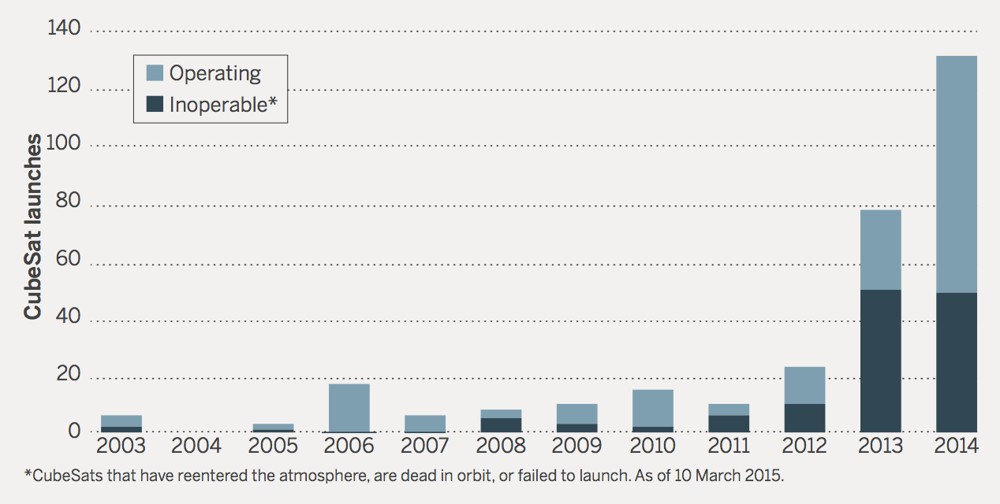 140
120
100
80
60
40
20
0
CubeSat launches
Operating
Inoperable*
2003 2004 2005 2006 2007 2008 2009 2010 2011 2012 2013 2014
*CubeSats that have reentered the atmosphere, are dead in orbit, or failed to launch. As of 10 March 2015.